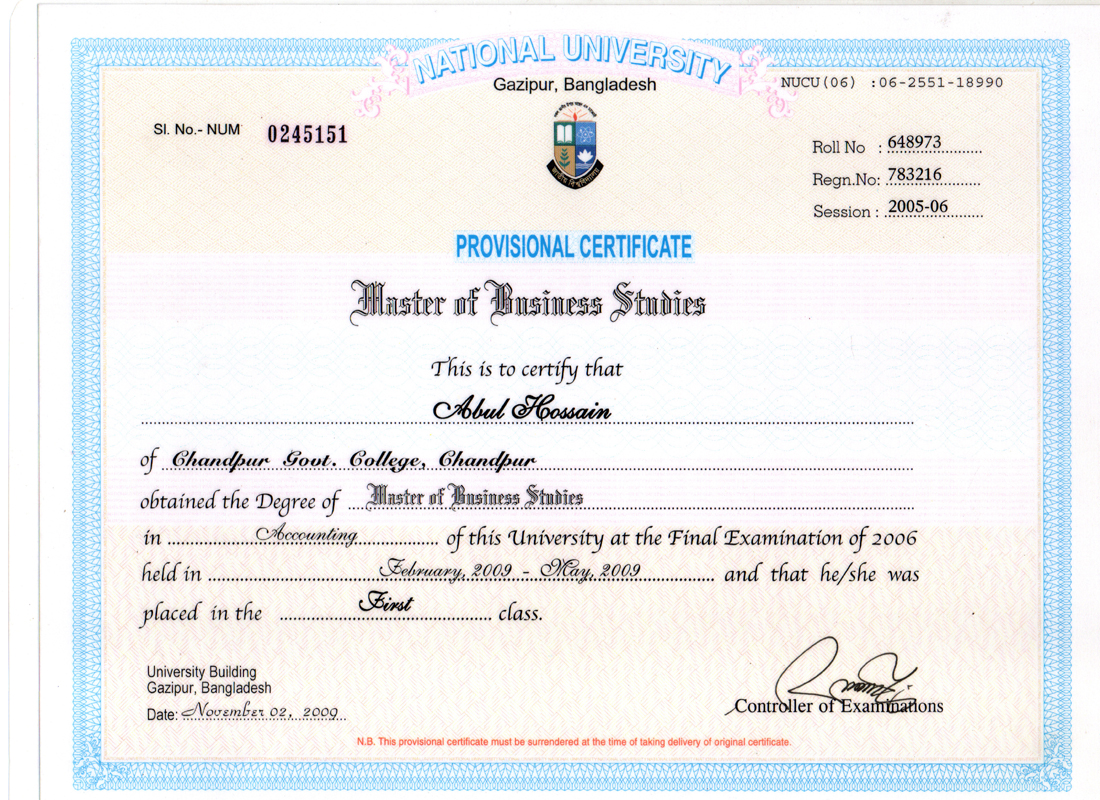 NATIONAL UNIVERSITY
Gazipur, Bangladesh
NUCU(06) :06-2551-18990
Sl. No.- NUM 0245151
Roll No : 648973
Regn.No: 783216
Session : 2005-06
জাতীয় বিশ্ববিদ্যালয়
PROVISIONAL CERTIFICATE
Master of Business Studies
This is to certify that
Abul Hossain
of Chandpur Govt. College, Chandpur
obtained the Degree of Master of Business Studies
in Accounting of this University at the Final Examination of 2006
held in February, 2009 - May, 2009 and that he/she was
placed in the First class.
University Building
Gazipur, Bangladesh
Date: November 02, 2009
Controller of Examinations
N.B. This provisional certificate must be surrendered at the time of taking delivery of original certificate.